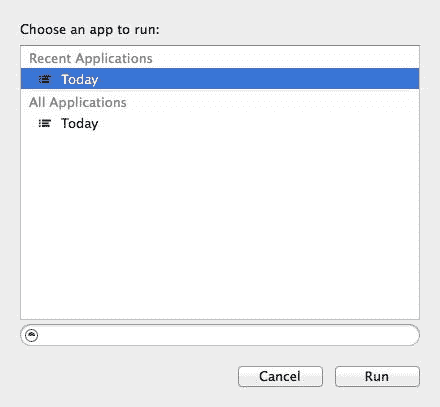 Choose an app to run:
Recent Applications
Today
All Applications
Today
Cancel Run